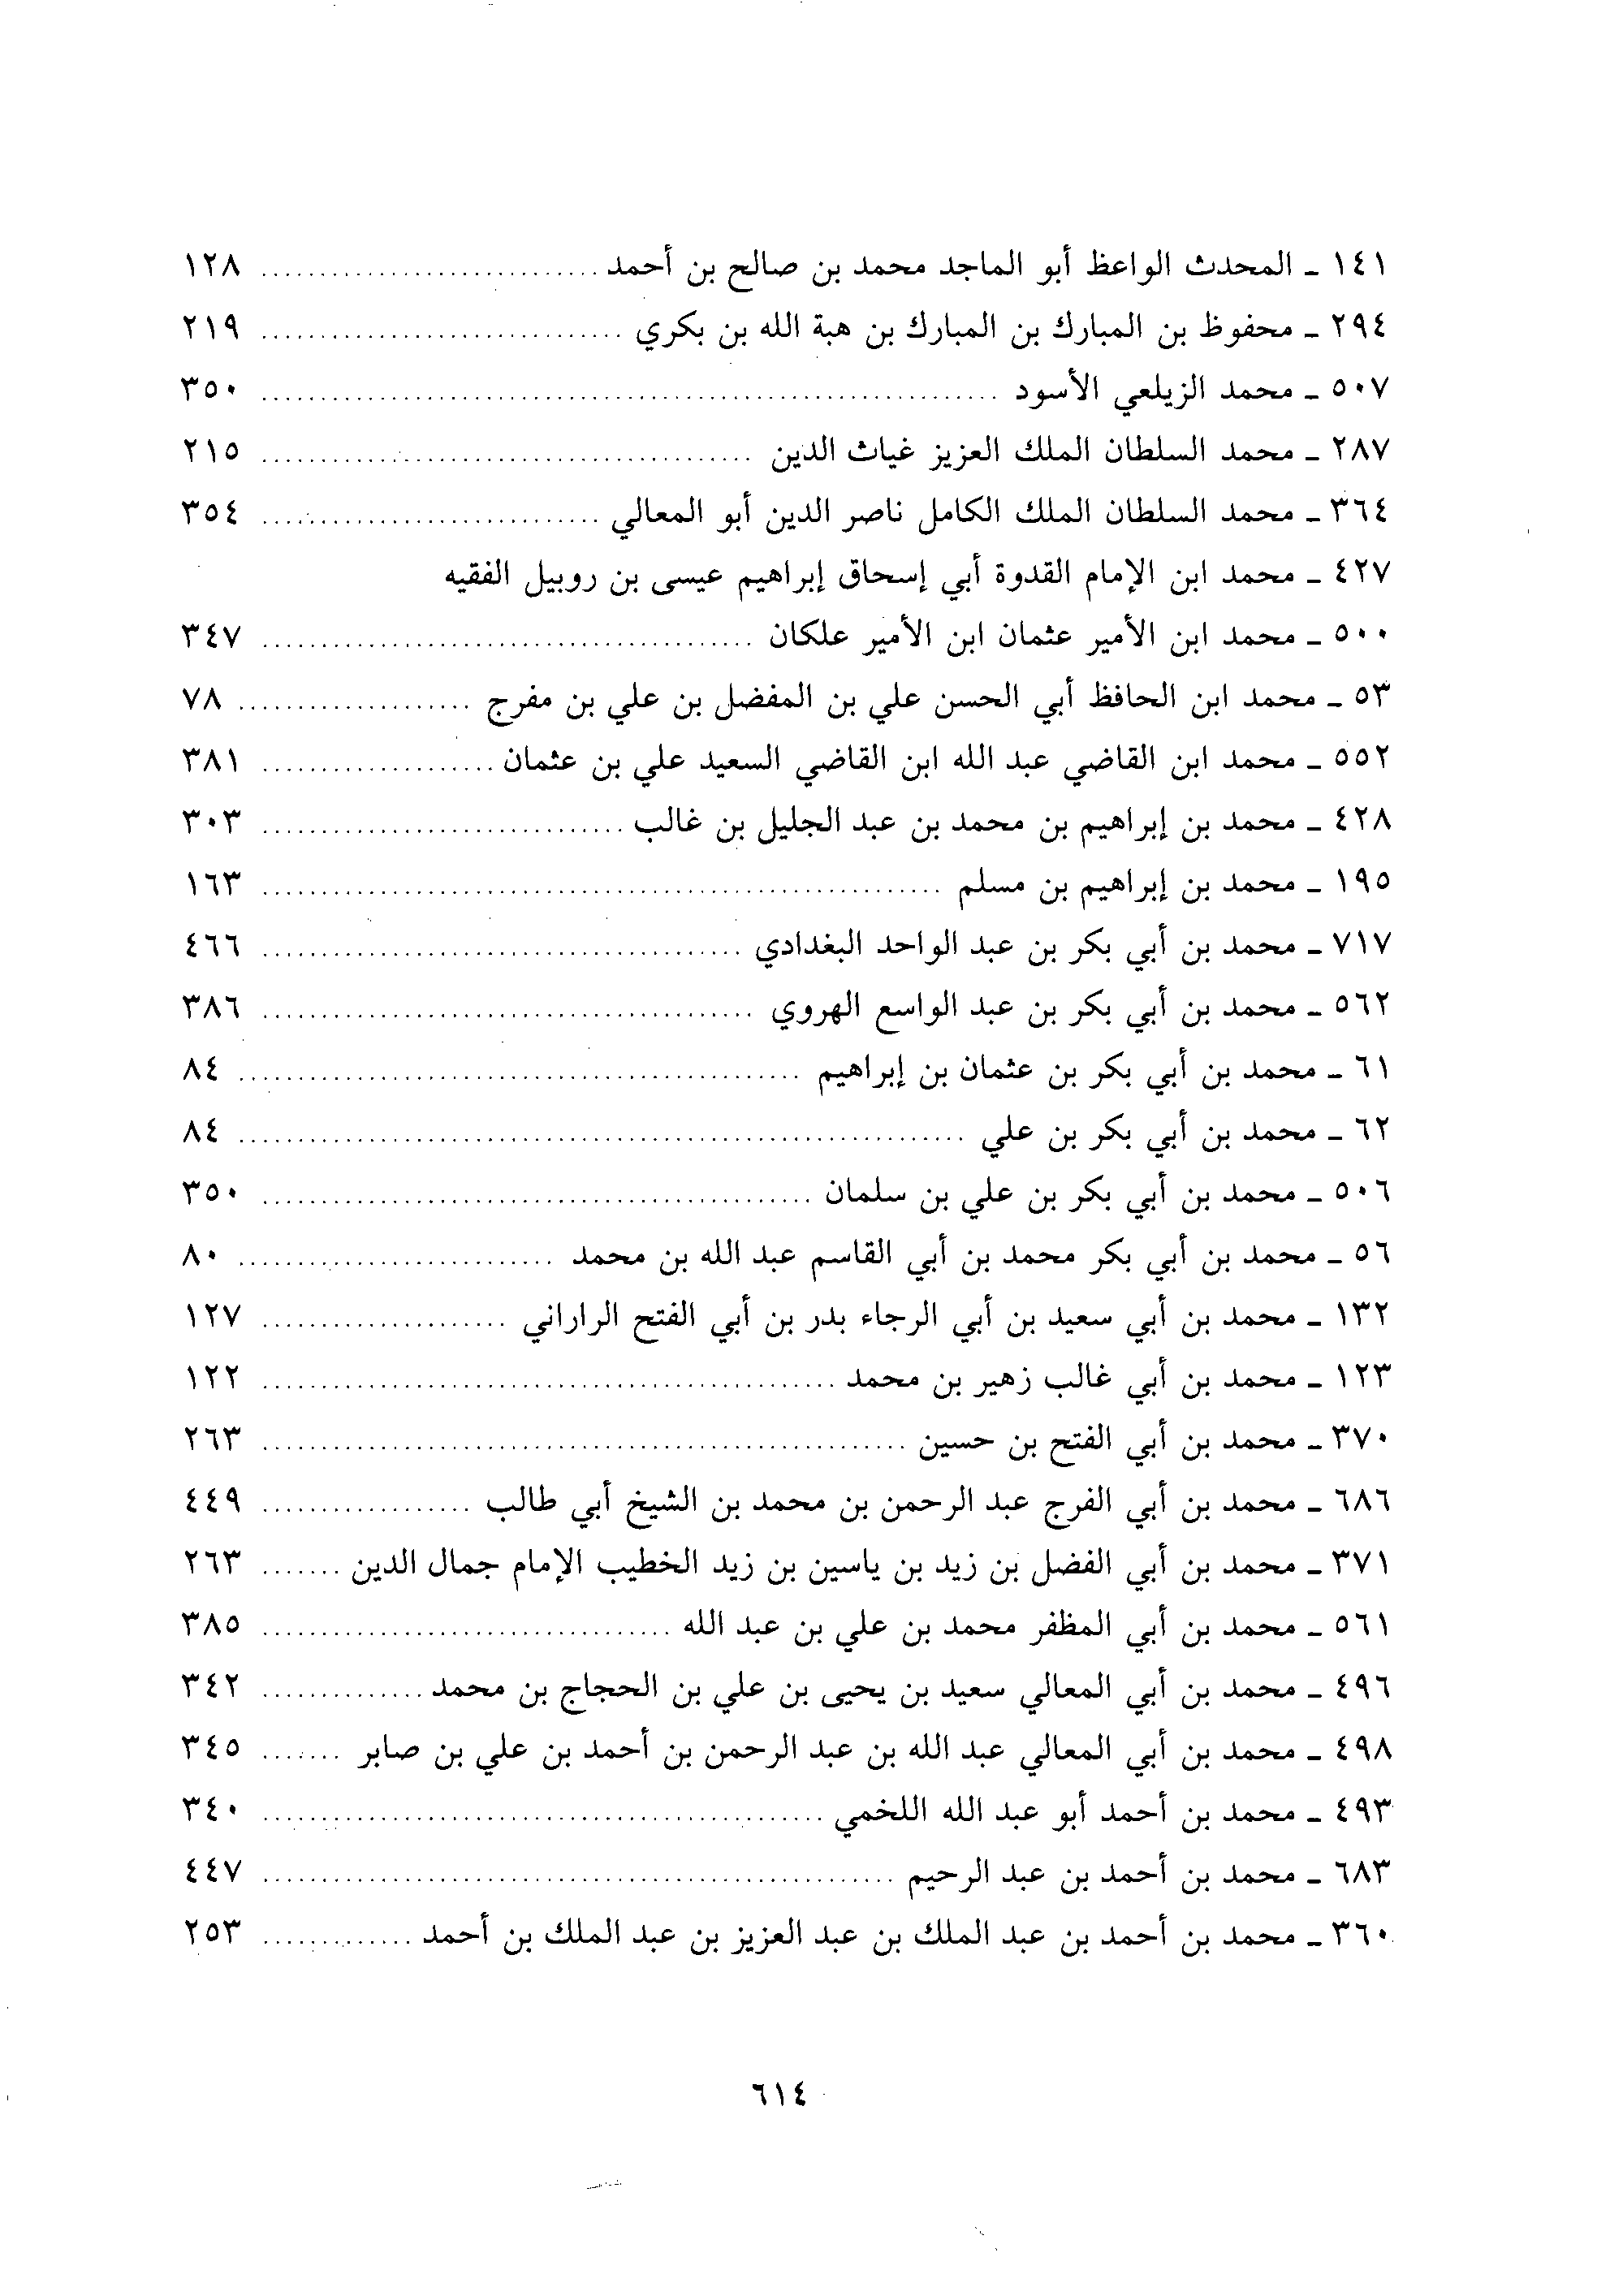 ١٤١ ـ المحدث الواعظ أبو الماجد محمد بن صالح بن أحمد ............................ ١٢٨
٢٩٤ ـ محفوظ بن المبارك بن المبارك بن هبة الله بن بكري ............................... ٢١٩
٥٠٧ ـ محمد الزيلعي الأسود ............................................................... ٣٥٠
٢٨٧ ـ محمد السلطان الملك العزيز غياث الدين ......................................... ٢١٥
٣٦٤ ـ محمد السلطان الملك الكامل ناصر الدين أبو المعالي ............................ ٣٥٤
٤٢٧ ـ محمد ابن الإمام القدوة أبي إسحاق إبراهيم عيسى بن روبيل الفقيه
٥٠٠ ـ محمد ابن الأمير عثمان ابن الأمير علكان ......................................... ٣٤٧
٥٣ ـ محمد ابن الحافظ أبي الحسن علي بن المفضل بن علي بن مفرج .................... ٧٨
٥٥٢ ـ محمد ابن القاضي عبد الله ابن القاضي السعيد علي بن عثمان .................... ٣٨١
٤٢٨ ـ محمد بن إبراهيم بن محمد بن عبد الجليل بن غالب ............................... ٣٠٣
١٩٥ ـ محمد بن إبراهيم بن مسلم .......................................................... ١٦٣
٧١٧ ـ محمد بن أبي بكر بن عبد الواحد البغدادي ........................................ ٤٦٦
٥٦٢ ـ محمد بن أبي بكر بن عبد الواسع الهروي ......................................... ٣٨٦
٦١ ـ محمد بن أبي بكر بن عثمان بن إبراهيم ................................................ ٨٤
٦٢ ـ محمد بن أبي بكر بن علي .............................................................. ٨٤
٥٠٦ ـ محمد بن أبي بكر بن علي بن سلمان ............................................... ٣٥٠
٥٦ ـ محمد بن أبي بكر محمد بن أبي القاسم عبد الله بن محمد ........................... ٨٠
١٣٢ ـ محمد بن أبي سعيد بن أبي الرجاء بدر بن أبي الفتح الراراني ..................... ١٢٧
١٢٣ ـ محمد بن أبي غالب زهير بن محمد ................................................. ١٢٢
٣٧٠ ـ محمد بن أبي الفتح بن حسين ....................................................... ٢٦٣
٦٨٦ ـ محمد بن أبي الفرج عبد الرحمن بن محمد بن الشيخ أبي طالب .................. ٤٤٩
٣٧١ ـ محمد بن أبي الفضل بن زيد بن ياسين بن زيد الخطيب الإمام جمال الدين ....... ٢٦٣
٥٦١ ـ محمد بن أبي المظفر محمد بن علي بن عبد الله ................................... ٣٨٥
٤٩٦ ـ محمد بن أبي المعالي سعيد بن يحيى بن علي بن الحجاج بن محمد .............. ٣٤٢
٤٩٨ ـ محمد بن أبي المعالي عبد الله بن عبد الرحمن بن أحمد بن علي بن صابر ....... ٣٤٥
٤٩٣ ـ محمد بن أحمد أبو عبد الله اللخمي ................................................ ٣٤٠
٦٨٣ ـ محمد بن أحمد بن عبد الرحيم ...................................................... ٤٤٧
٣٦٠ ـ محمد بن أحمد بن عبد الملك بن عبد العزيز بن عبد الملك بن أحمد ............. ٢٥٣
٦١٤